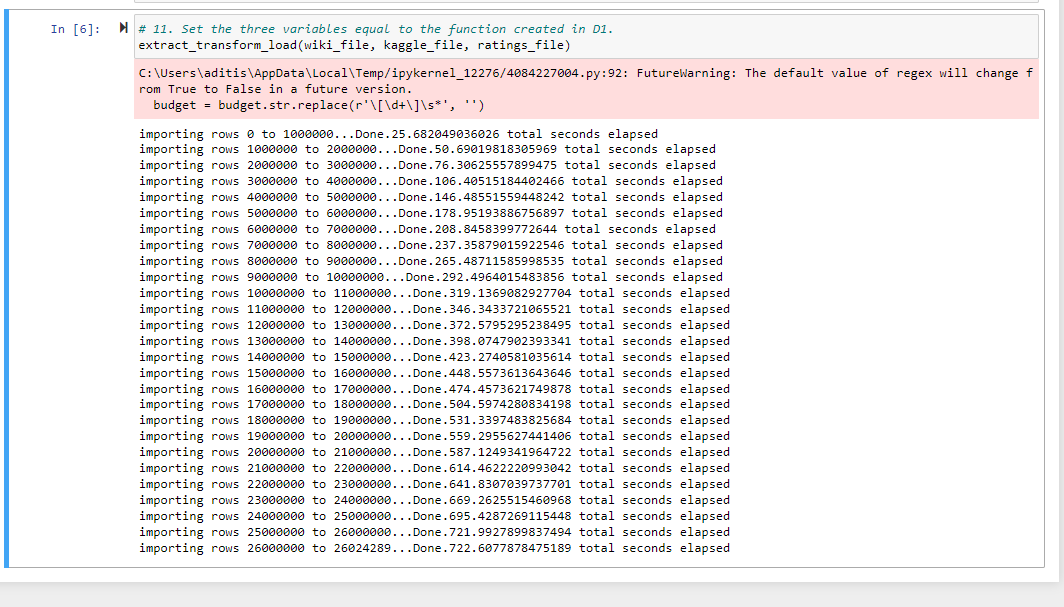 In [6]:
# 11. Set the three variables equal to the function created in D1.
extract_transform_load(wiki_file, kaggle_file, ratings_file)
C:\Users\aditis\AppData\Local\Temp/ipykernel_12276/4084227004.py:92: FutureWarning: The default value of regex will change f
rom True to False in a future version.
  budget = budget.str.replace(r'\[\d+\]\s*', '')
importing rows 0 to 1000000...Done.25.682049036026 total seconds elapsed
importing rows 1000000 to 2000000...Done.50.69019818305969 total seconds elapsed
importing rows 2000000 to 3000000...Done.76.30625557899475 total seconds elapsed
importing rows 3000000 to 4000000...Done.106.40515184402466 total seconds elapsed
importing rows 4000000 to 5000000...Done.146.48551559448242 total seconds elapsed
importing rows 5000000 to 6000000...Done.178.95193886756897 total seconds elapsed
importing rows 6000000 to 7000000...Done.208.8458399772644 total seconds elapsed
importing rows 7000000 to 8000000...Done.237.35879015922546 total seconds elapsed
importing rows 8000000 to 9000000...Done.265.48711585998535 total seconds elapsed
importing rows 9000000 to 10000000...Done.292.4964015483856 total seconds elapsed
importing rows 10000000 to 11000000...Done.319.1369082927704 total seconds elapsed
importing rows 11000000 to 12000000...Done.346.3433721065521 total seconds elapsed
importing rows 12000000 to 13000000...Done.372.5795295238495 total seconds elapsed
importing rows 13000000 to 14000000...Done.398.0747902393341 total seconds elapsed
importing rows 14000000 to 15000000...Done.423.2740581035614 total seconds elapsed
importing rows 15000000 to 16000000...Done.448.5573613643646 total seconds elapsed
importing rows 16000000 to 17000000...Done.474.4573621749878 total seconds elapsed
importing rows 17000000 to 18000000...Done.504.5974280834198 total seconds elapsed
importing rows 18000000 to 19000000...Done.531.3397483825684 total seconds elapsed
importing rows 19000000 to 20000000...Done.559.2955627441406 total seconds elapsed
importing rows 20000000 to 21000000...Done.587.1249341964722 total seconds elapsed
importing rows 21000000 to 22000000...Done.614.4622220993042 total seconds elapsed
importing rows 22000000 to 23000000...Done.641.8307039737701 total seconds elapsed
importing rows 23000000 to 24000000...Done.669.2625515460968 total seconds elapsed
importing rows 24000000 to 25000000...Done.695.4287269115448 total seconds elapsed
importing rows 25000000 to 26000000...Done.721.9927899837494 total seconds elapsed
importing rows 26000000 to 26024289...Done.722.6077878475189 total seconds elapsed